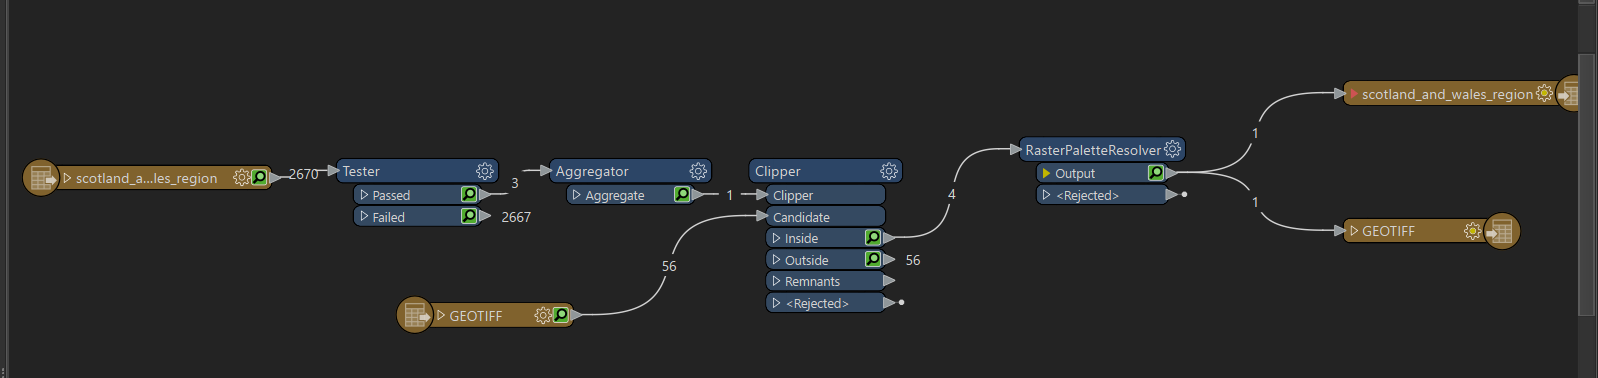 scotland_a...les_region
2670
Tester
Passed
Failed
3
2667
Aggregator
Aggregate
1
Clipper
Clipper
Candidate
Inside
Outside
Remnants
<Rejected>
56
GEOTIFF
56
4
RasterPaletteResolver
Output
<Rejected>
1
1
scotland_and_wales_region
GEOTIFF